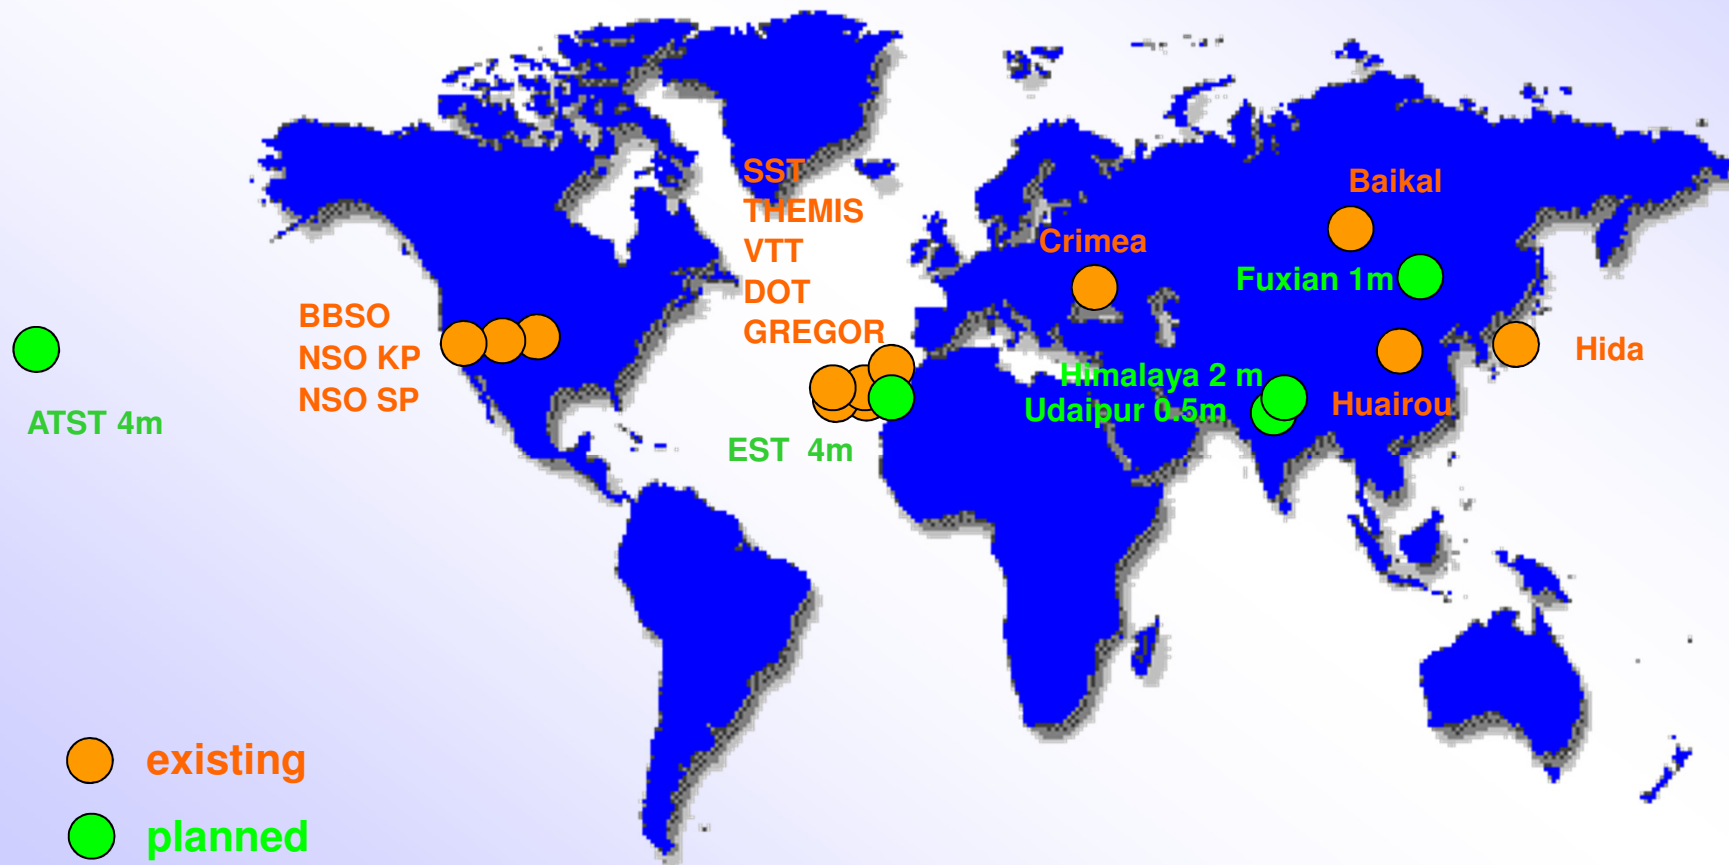 SST
THEMIS
VTT
DOT
GREGOR
Baikal
Crimea
Fuxian 1m
BBSO
NSO KP
NSO SP
Hida
Himalaya 2 m
Udaipur 0.5m
Huairou
ATST 4m
EST 4m
existing
planned